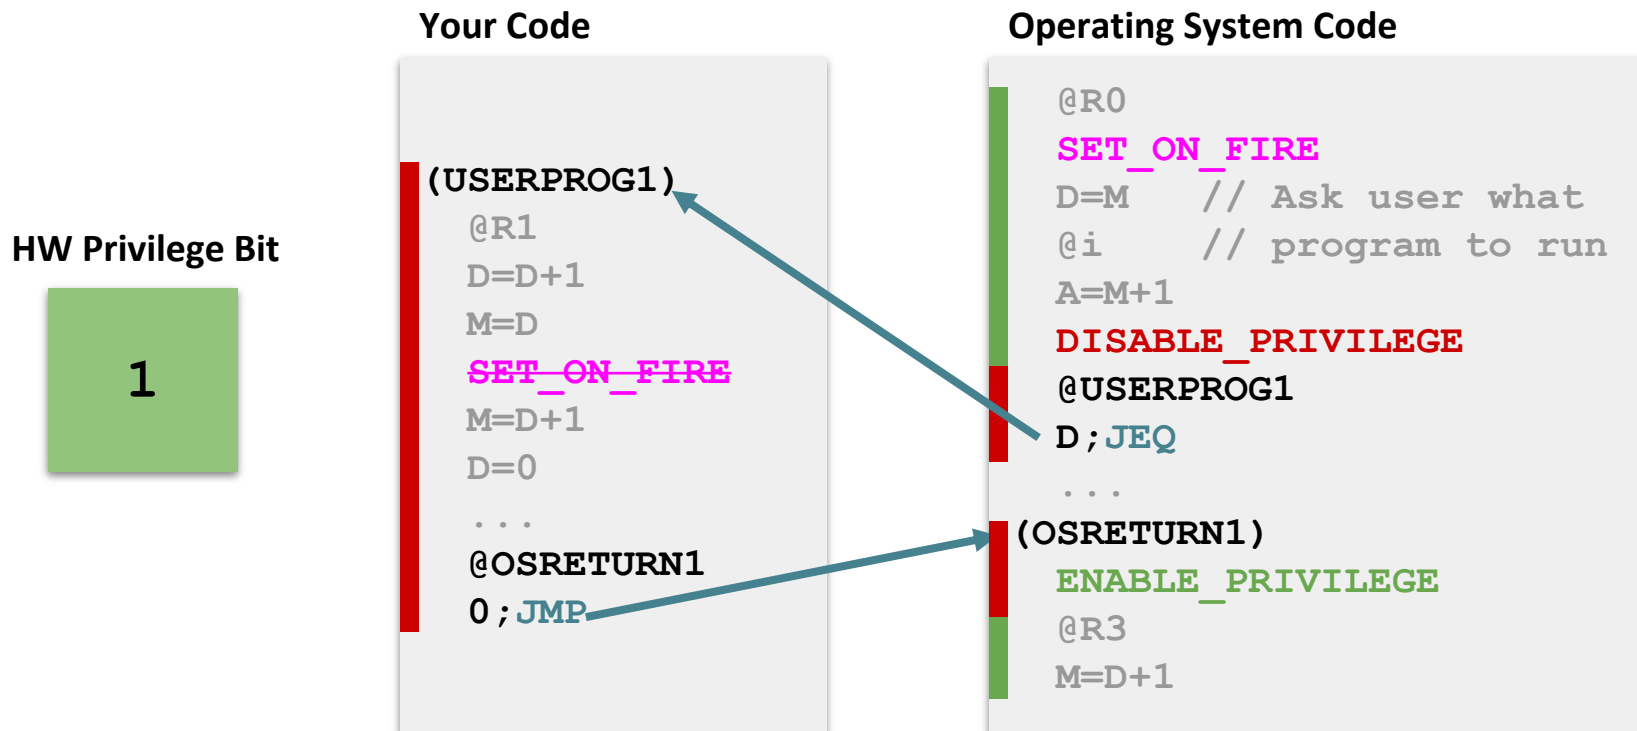 HW Privilege Bit
1
Your Code
(USERPROG1)
@R1
D=D+1
M=D
SET_ON_FIRE
M=D+1
D=0
...
@OSRETURN1
0;JMP
Operating System Code
@R0
SET_ON_FIRE
D=M // Ask user what
@i // program to run
A=M+1
DISABLE_PRIVILEGE
@USERPROG1
D;JEQ
...
(OSRETURN1)
ENABLE_PRIVILEGE
@R3
M=D+1